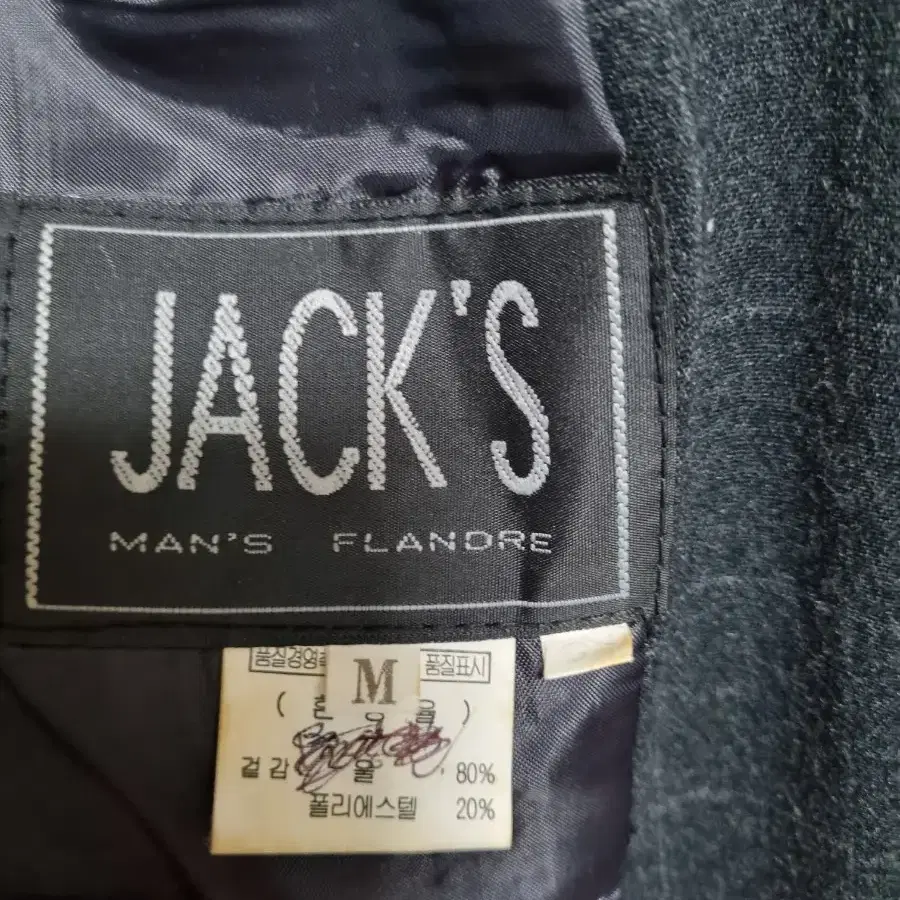 JACK'S
MAN'S FLANDRE
품질경영 M 품질표시
겉감 울 80%
폴리에스텔 20%